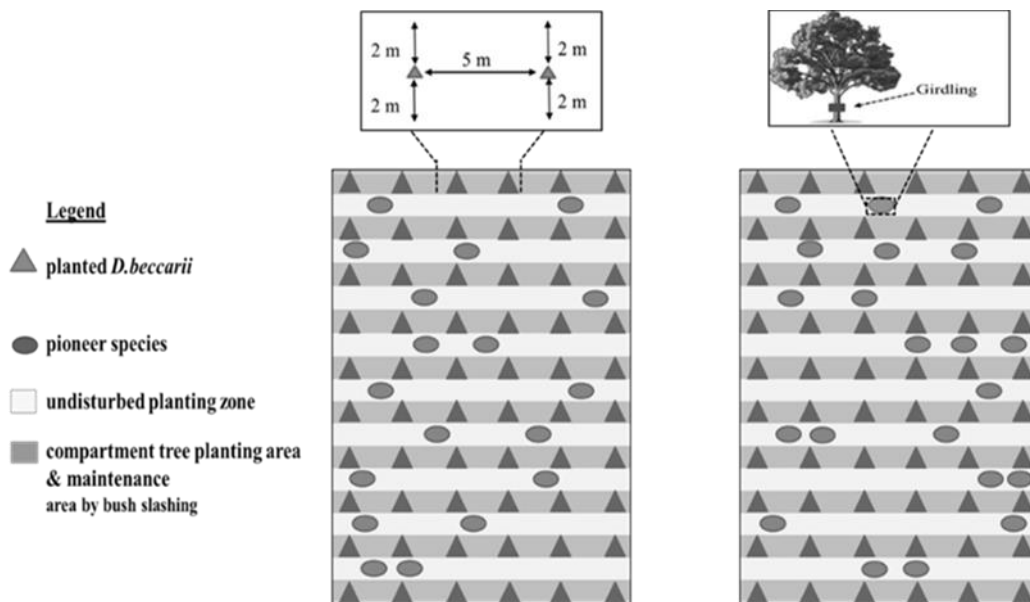 2 m
2 m
5 m
2 m
2 m
Girdling
Legend
planted D.beccarii
pioneer species
undisturbed planting zone
compartment tree planting area
& maintenance
area by bush slashing